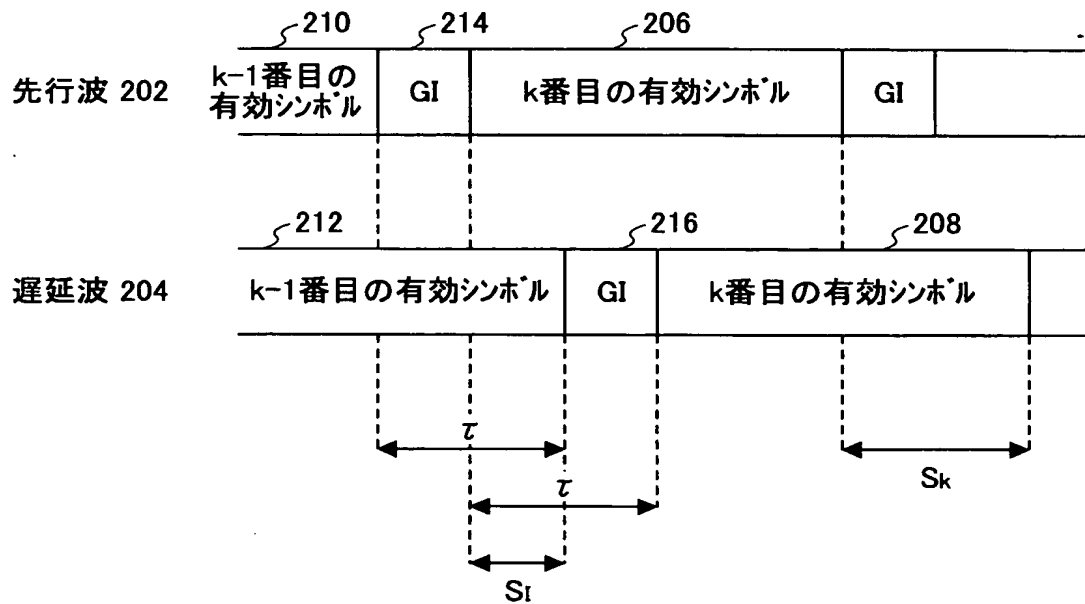 210
214
206
先行波 202
k-1番目の
有効シンボル
GI
k番目の有効シンボル
GI
212
216
208
遅延波 204
k-1番目の有効シンボル
GI
k番目の有効シンボル
τ
Sk
τ
SI